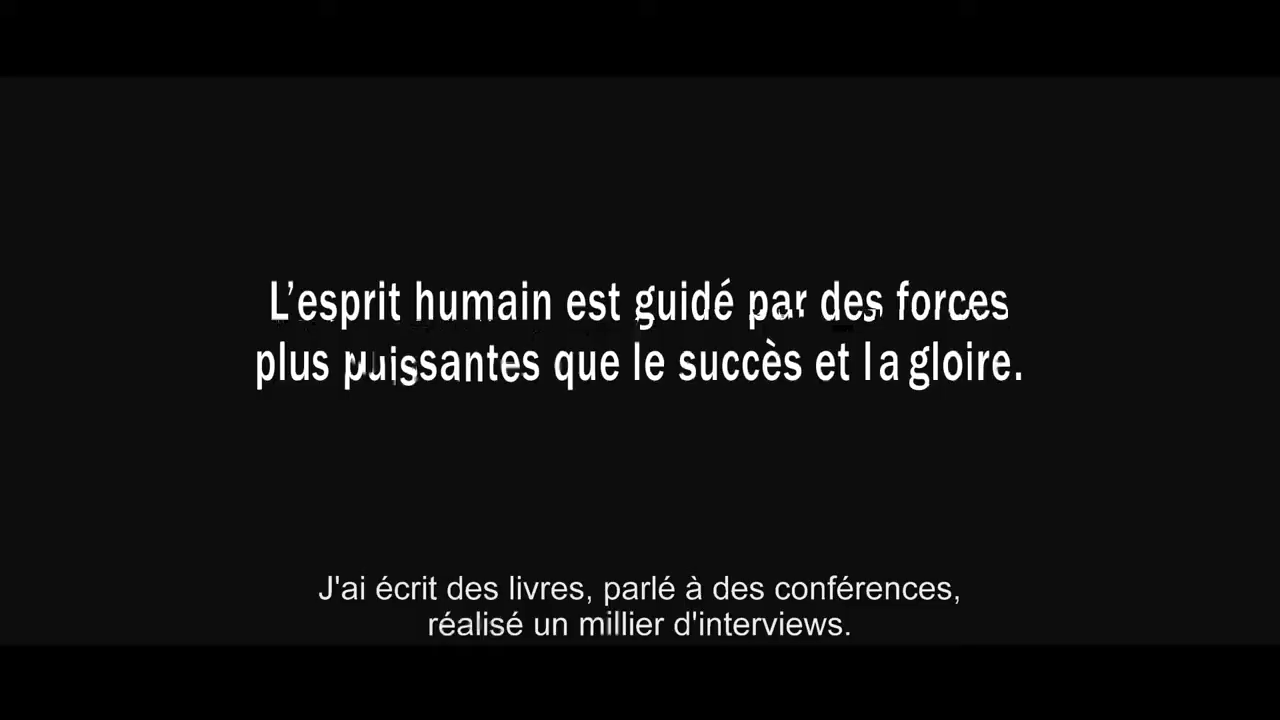 L’esprit humain est guidé par des forces
plus puissantes que le succès et la gloire.
J'ai écrit des livres, parlé à des conférences,
réalisé un millier d'interviews.